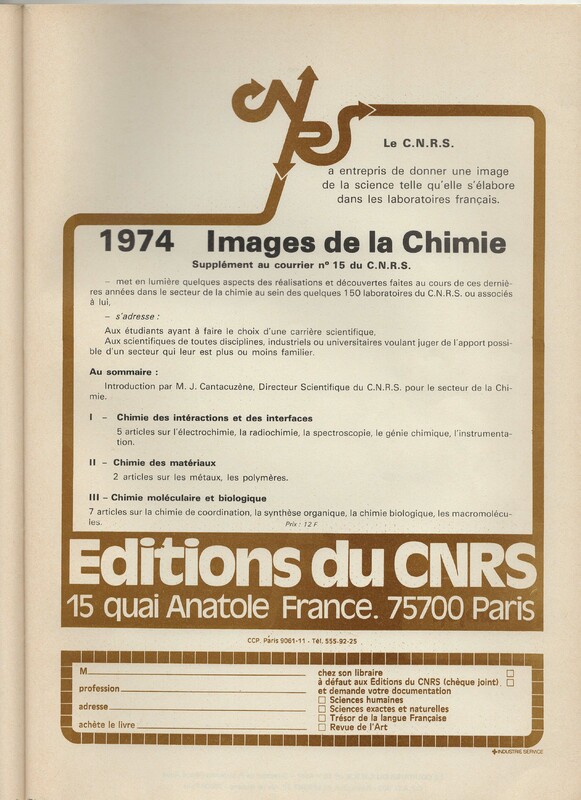 CNRS
Le C.N.R.S.
a entrepris de donner une image
de la science telle qu'elle s'élabore
dans les laboratoires français.
1974 Images de la Chimie
Supplément au courrier n° 15 du C.N.R.S.
– met en lumière quelques aspects des réalisations et découvertes faites au cours de ces derniè-
res années dans le secteur de la chimie au sein des quelques 150 laboratoires du C.N.R.S. ou associés
à lui.
– s'adresse :
Aux étudiants ayant à faire le choix d'une carrière scientifique,
Aux scientifiques de toutes disciplines, industriels ou universitaires voulant juger de l'apport possi-
ble d'un secteur qui leur est plus ou moins familier.
Au sommaire :
Introduction par M. J. Cantacuzène, Directeur Scientifique du C.N.R.S. pour le secteur de la Chi-
mie.
I – Chimie des intéractions et des interfaces
5 articles sur l'électrochimie, la radiochimie, la spectroscopie, le génie chimique, l'instrumenta-
tion.
II – Chimie des matériaux
2 articles sur les métaux, les polymères.
III – Chimie moléculaire et biologique
7 articles sur la chimie de coordination, la synthèse organique, la chimie biologique, les macromolécu-
les.
Prix : 12 F
Editions du CNRS
15 quai Anatole France. 75700 Paris
CCP. Paris 9061-11 - Tél. 555-92-25
M
profession
adresse
achète le livre
chez son libraire
à défaut aux Editions du CNRS (chèque joint)
et demande votre documentation
Sciences humaines
Sciences exactes et naturelles
Trésor de la langue Française
Revue de l'Art
INDUSTRIE SERVICE